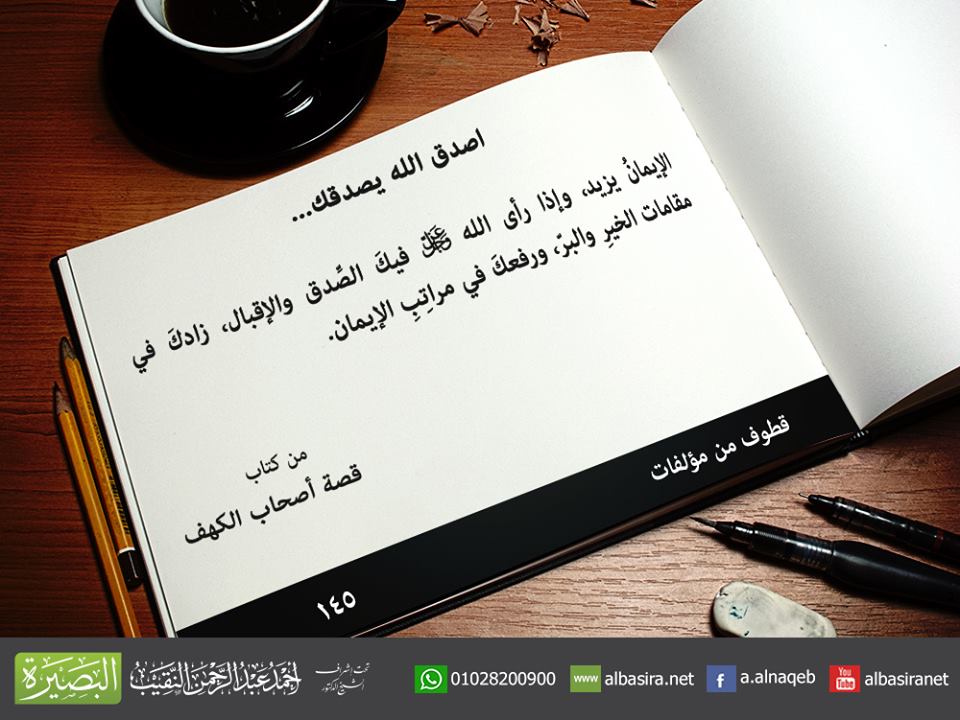 اصدق الله يصدقك...
الإيمانُ يزيد، وإذا رأى الله ﷻ فيكَ الصِّدق والإقبال، زادكَ في
مقامات الخيرِ والبرّ، ورفعكَ في مراتِبِ الإيمان.
من كتاب
قصة أصحاب الكهف
قطوف من مؤلفات
١٤٥
البَصِيرَة
تحت إشراف
الشيخ الدكتور
أحمد عبد الرحمن النقيب
01028200900
www albasira.net
f a.alnaqeb
You Tube albasiranet